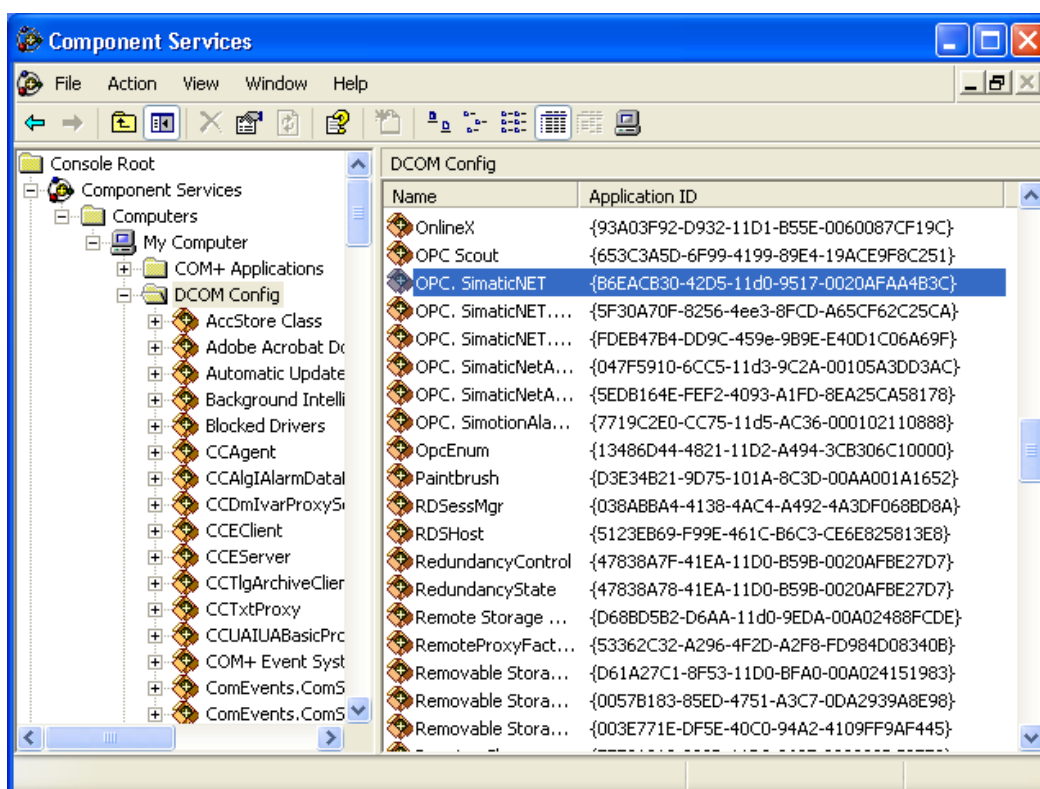 Component Services
File Action View Window Help
Console Root
Component Services
Computers
My Computer
COM+ Applications
DCOM Config
AccStore Class
Adobe Acrobat Do
Automatic Update
Background Intelli
Blocked Drivers
CCAgent
CCAlgIAlarmDatal
CCDmIvarProxySe
CCEClient
CCEServer
CCTlgArchiveClier
CCTxtProxy
CCUAIUABasicPrc
COM+ Event Syst
ComEvents.ComS
ComEvents.ComS
DCOM Config
Name Application ID
OnlineX {93A03F92-D932-11D1-B55E-0060087CF19C}
OPC Scout {653C3A5D-6F99-4199-89E4-19ACE9F8C251}
OPC. SimaticNET {B6EACB30-42D5-11d0-9517-0020AFAA4B3C}
OPC. SimaticNET.... {5F30A70F-8256-4ee3-8FCD-A65CF62C25CA}
OPC. SimaticNET.... {FDEB47B4-DD9C-459e-9B9E-E40D1C06A69F}
OPC. SimaticNetA... {047F5910-6CC5-11d3-9C2A-00105A3DD3AC}
OPC. SimaticNetA... {5EDB164E-FEF2-4093-A1FD-8EA25CA58178}
OPC. SimotionAla... {7719C2E0-CC75-11d5-AC36-000102110888}
OpcEnum {13486D44-4821-11D2-A494-3CB306C10000}
Paintbrush {D3E34B21-9D75-101A-8C3D-00AA001A1652}
RDSessMgr {038ABBA4-4138-4AC4-A492-4A3DF068BD8A}
RDSHost {5123EB69-F99E-461C-B6C3-CE6E825813E8}
RedundancyControl {47838A7F-41EA-11D0-B59B-0020AFBE27D7}
RedundancyState {47838A78-41EA-11D0-B59B-0020AFBE27D7}
Remote Storage ... {D68BD5B2-D6AA-11d0-9EDA-00A02488FCDE}
RemoteProxyFact... {53362C32-A296-4F2D-A2F8-FD984D08340B}
Removable Stora... {D61A27C1-8F53-11D0-BFA0-00A024151983}
Removable Stora... {0057B183-85ED-4751-A3C7-0DA2939A8E98}
Removable Stora... {003E771E-DF5E-40C0-94A2-4109FF9AF445}